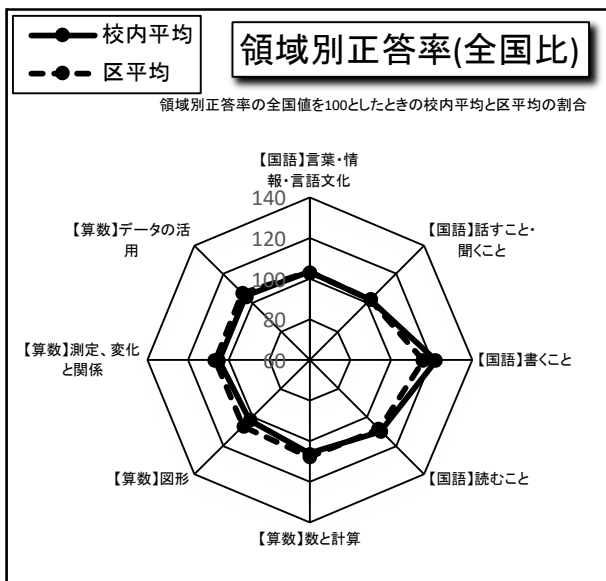 校内平均
区平均
領域別正答率(全国比)
領域別正答率の全国値を100としたときの校内平均と区平均の割合
【国語】言葉・情
報・言語文化
【国語】話すこと・
聞くこと
【国語】書くこと
【国語】読むこと
【算数】数と計算
【算数】図形
【算数】測定、変化
と関係
【算数】データの活
用
140
120
100
80
60